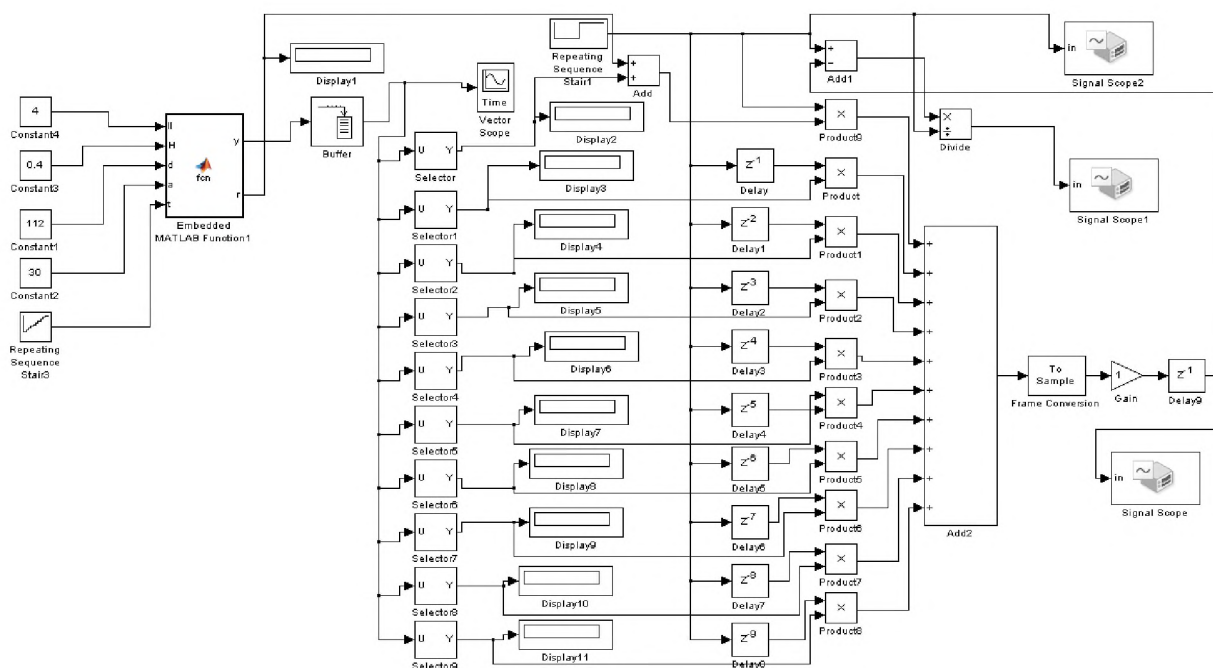 4
Constant4
0.4
Constant3
112
Constant1
30
Constant2
Repeating
Sequence
Stair3
H
d
a
t
fcn
y
r
Embedded
MATLAB Function1
Display1
Buffer
Time
Vector
Scope
Repeating
Sequence
Stair1
+
+
Add
Display2
U Y
Selector
Display3
U Y
Selector1
Display4
U Y
Selector2
Display5
U Y
Selector3
Display6
U Y
Selector4
Display7
U Y
Selector5
Display8
U Y
Selector6
Display9
U Y
Selector7
Display10
U Y
Selector8
Display11
U Y
Selector9
×
Product9
z-1
Delay
×
Product
z-2
Delay1
×
Product1
z-3
Delay2
×
Product2
z-4
Delay3
×
Product3
z-5
Delay4
×
Product4
z-6
Delay5
×
Product5
z-7
Delay6
×
Product6
z-8
Delay7
×
Product7
z-9
×
Product8
+
−
Add1
×
÷
Divide
in
Signal Scope2
in
Signal Scope1
+
+
+
+
+
+
+
+
+
+
Add2
To
Sample
Frame Conversion
1
Gain
z-1
Delay9
in
Signal Scope